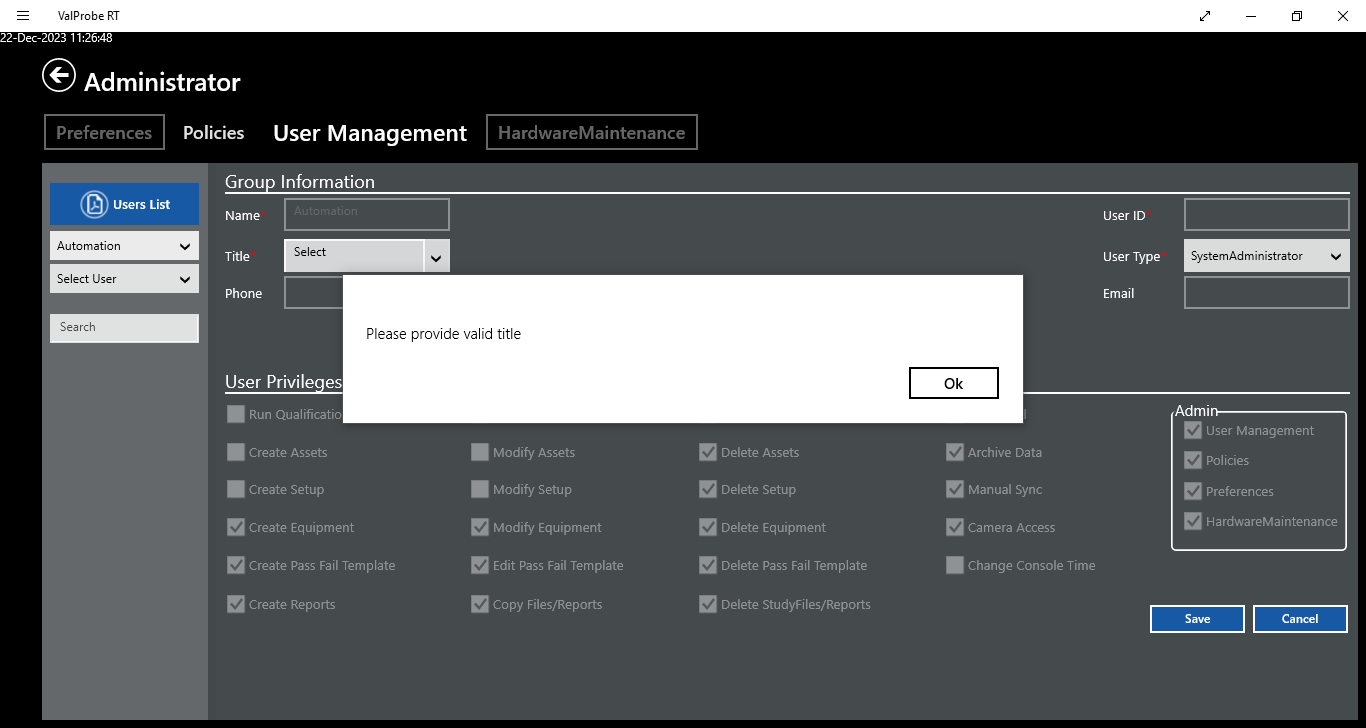 ValProbe RT
22-Dec-2023 11:26:48
Administrator
Preferences Policies User Management HardwareMaintenance
Users List
Automation
Select User
Search
Group Information
Name* Automation User ID*
Title* Select User Type* SystemAdministrator
Phone Email
Please provide valid title
Ok
User Privileges
Run Qualificatio
Create Assets Modify Assets Delete Assets Archive Data
Create Setup Modify Setup Delete Setup Manual Sync
Create Equipment Modify Equipment Delete Equipment Camera Access
Create Pass Fail Template Edit Pass Fail Template Delete Pass Fail Template Change Console Time
Create Reports Copy Files/Reports Delete StudyFiles/Reports
Admin
User Management
Policies
Preferences
HardwareMaintenance
Save Cancel